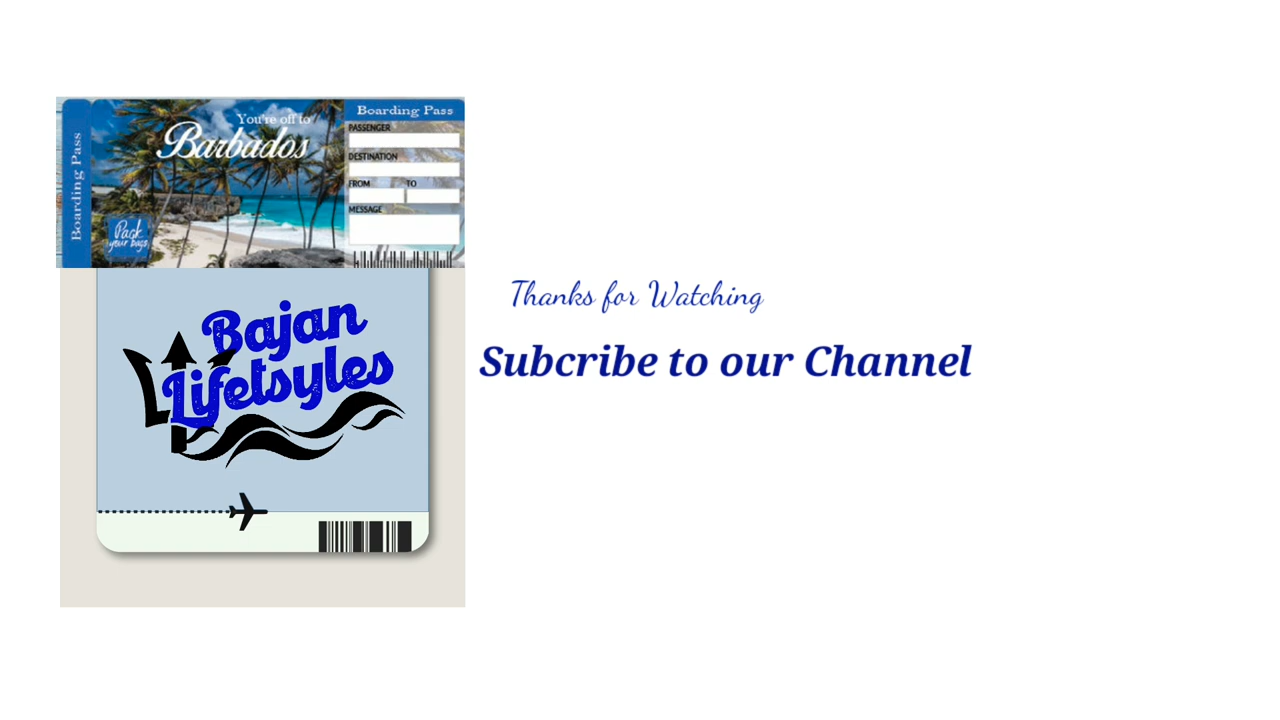 Boarding Pass
You're off to
Barbados
Pack
your bags
Boarding Pass
PASSENGER
DESTINATION
FROM TO
MESSAGE
Bajan
Lifetsyles
Thanks for Watching
Subcribe to our Channel